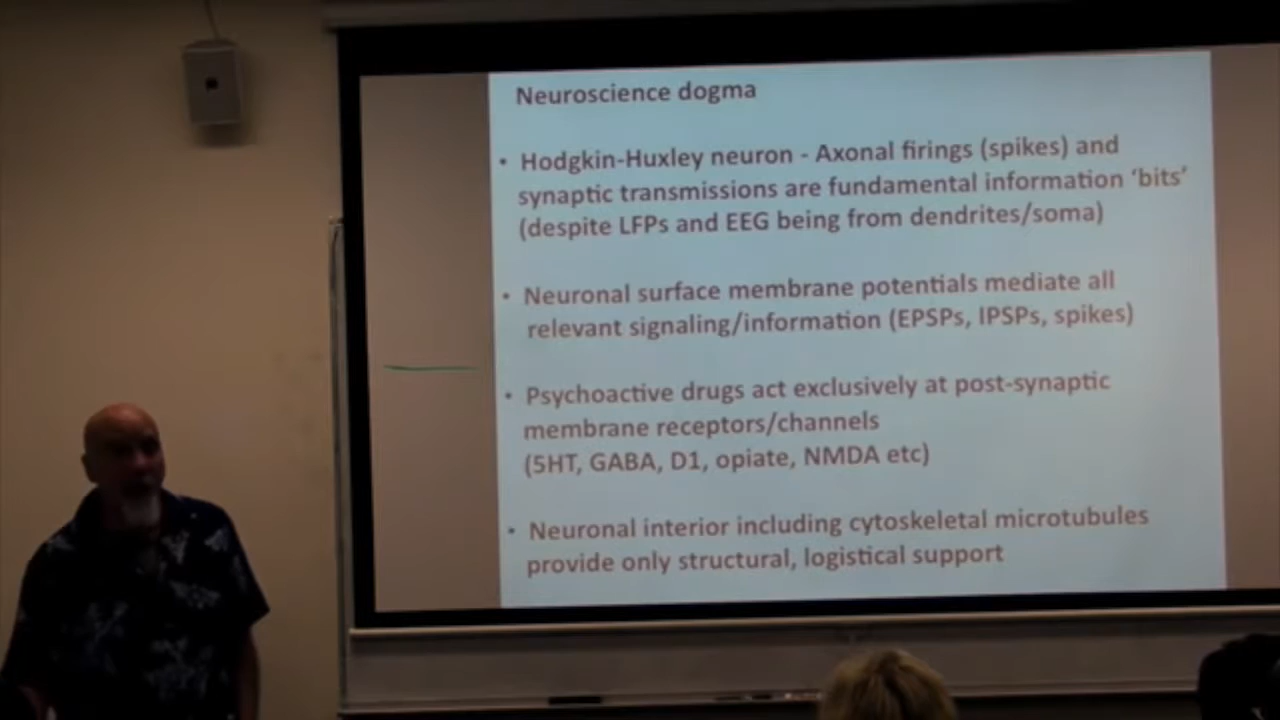 Neuroscience dogma
• Hodgkin-Huxley neuron - Axonal firings (spikes) and
synaptic transmissions are fundamental information ‘bits’
(despite LFPs and EEG being from dendrites/soma)
• Neuronal surface membrane potentials mediate all
relevant signaling/information (EPSPs, IPSPs, spikes)
• Psychoactive drugs act exclusively at post-synaptic
membrane receptors/channels
(5HT, GABA, D1, opiate, NMDA etc)
• Neuronal interior including cytoskeletal microtubules
provide only structural, logistical support